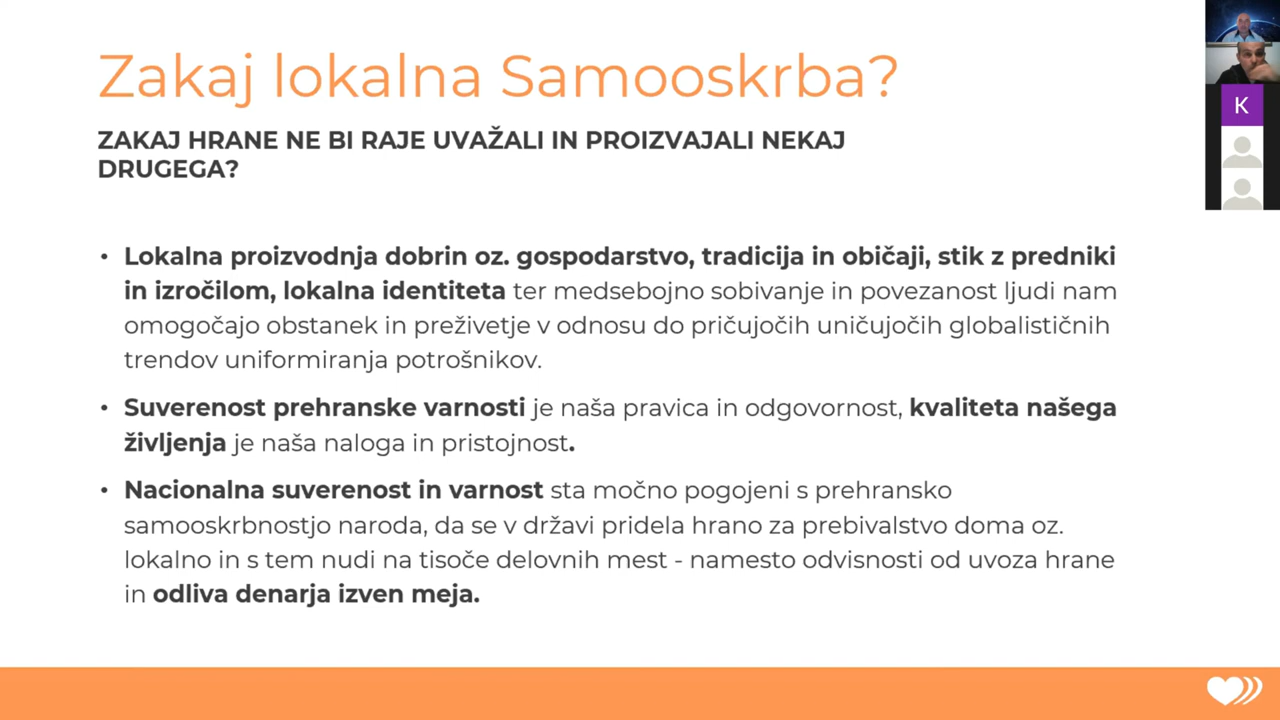 Zakaj lokalna Samooskrba?
ZAKAJ HRANE NE BI RAJE UVAŽALI IN PROIZVAJALI NEKAJ
DRUGEGA?
• Lokalna proizvodnja dobrin oz. gospodarstvo, tradicija in običaji, stik z predniki
in izročilom, lokalna identiteta ter medsebojno sobivanje in povezanost ljudi nam
omogočajo obstanek in preživetje v odnosu do pričujočih uničujočih globalističnih
trendov uniformiranja potrošnikov.
• Suverenost prehranske varnosti je naša pravica in odgovornost, kvaliteta našega
življenja je naša naloga in pristojnost.
• Nacionalna suverenost in varnost sta močno pogojeni s prehransko
samooskrbnostjo naroda, da se v državi pridela hrano za prebivalstvo doma oz.
lokalno in s tem nudi na tisoče delovnih mest - namesto odvisnosti od uvoza hrane
in odliva denarja izven meja.
K